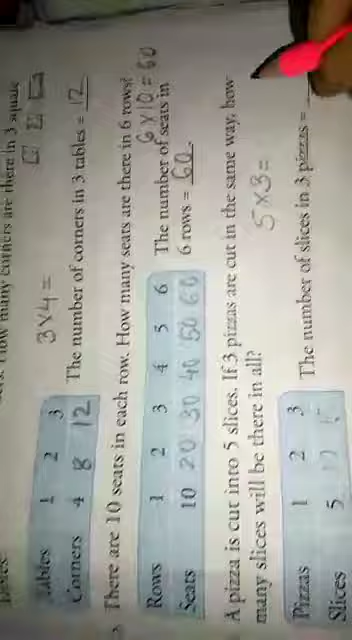 How many corners are there in 3 square
3 x 4 =
Tables 1 2 3
Corners 4 8 12
The number of corners in 3 tables = 12
There are 10 seats in each row. How many seats are there in 6 rows?
6 x 10 = 60
Rows 1 2 3 4 5 6
Seats 10 20 30 40 50 60
The number of seats in
6 rows = 60.
A pizza is cut into 5 slices. If 3 pizzas are cut in the same way, how
many slices will be there in all?
5 x 3 =
Pizzas 1 2 3
Slices 5
The number of slices in 3 pizzas =